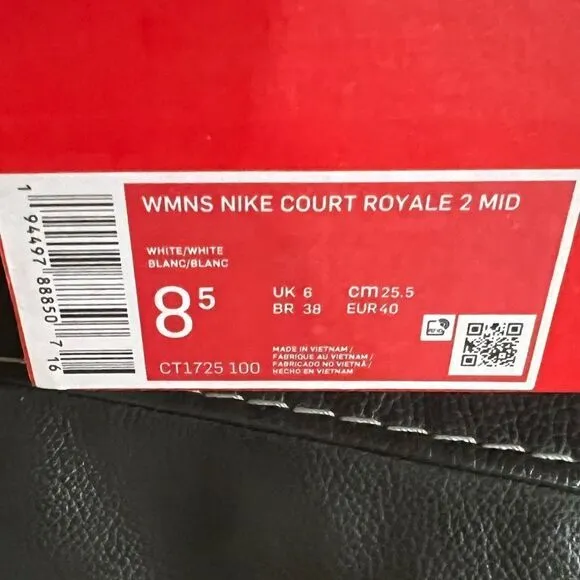 WMNS NIKE COURT ROYALE 2 MID
WHITE/WHITE
BLANC/BLANC
8 5
UK 6 cm 25.5
BR 38 EUR 40
MADE IN VIETNAM /
FABRIQUE AU VIETNAM /
FABRICADO NO VIETNÃ /
HECHO EN VIETNAM
CT1725 100
1 94497 88850 7 16